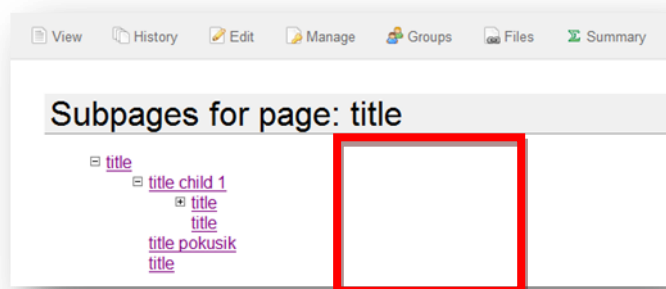 View History Edit Manage Groups Files Summary
Subpages for page: title
title
title child 1
title
title
title pokusik
title